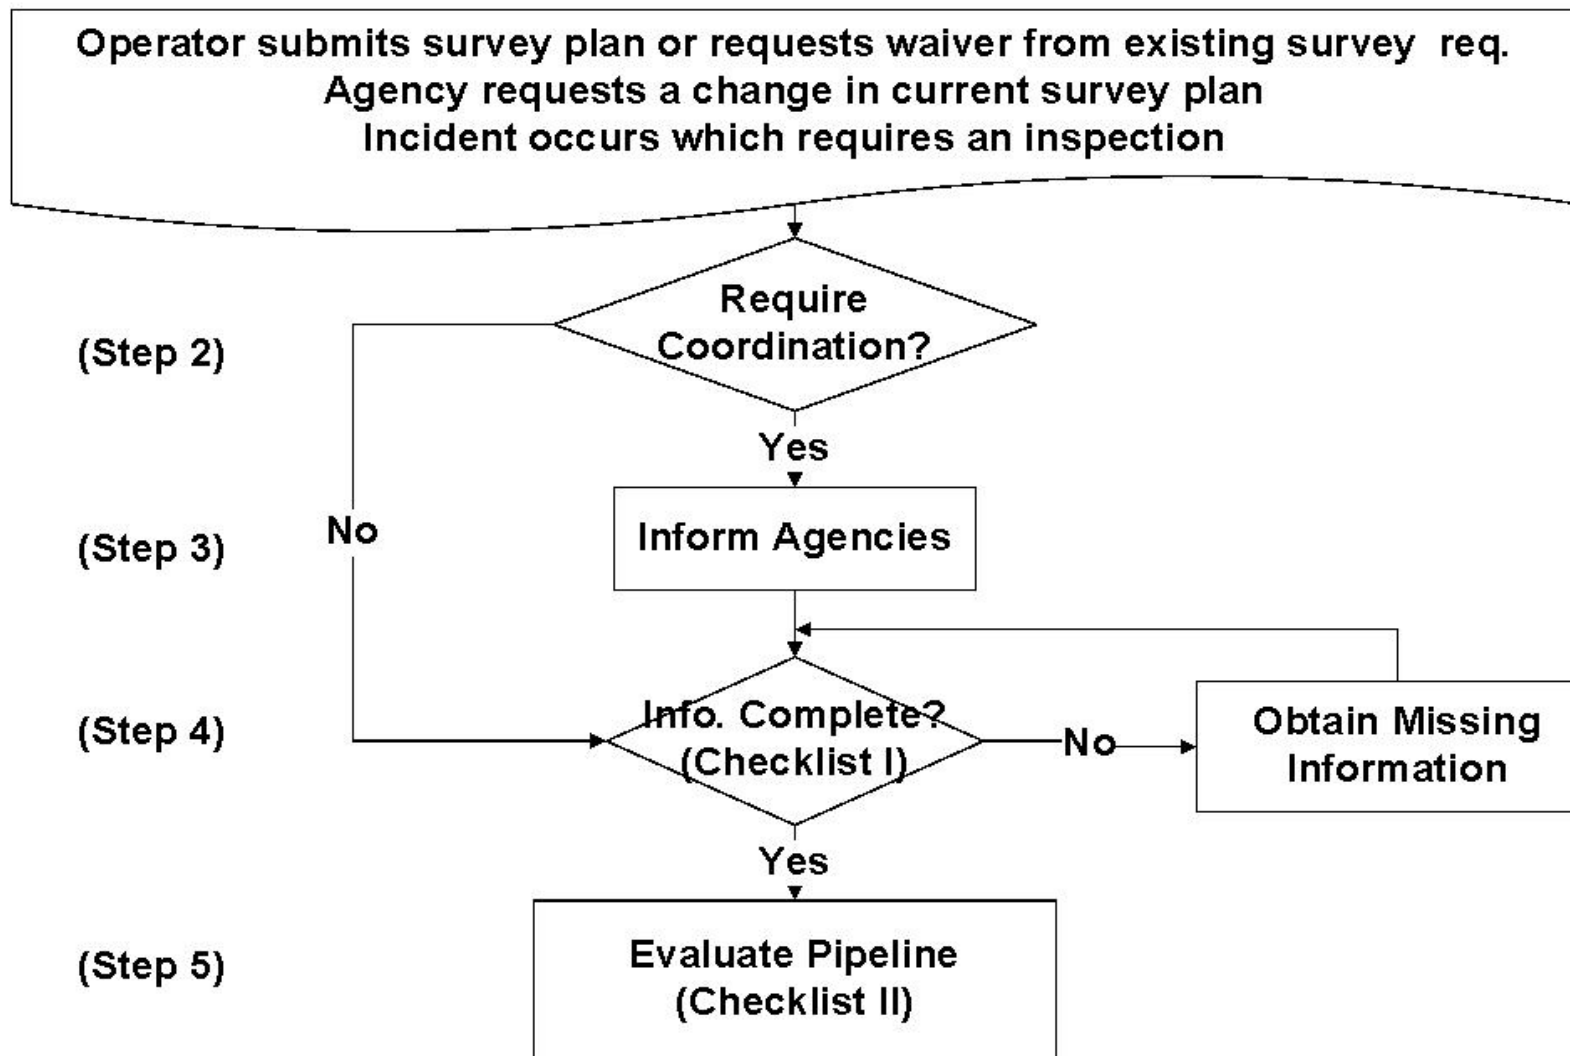 Operator submits survey plan or requests waiver from existing survey req.
Agency requests a change in current survey plan
Incident occurs which requires an inspection
Require
Coordination?
(Step 2)
Yes
Inform Agencies
No
(Step 3)
Info. Complete?
(Checklist I)
No
Obtain Missing
Information
(Step 4)
Yes
Evaluate Pipeline
(Checklist II)
(Step 5)